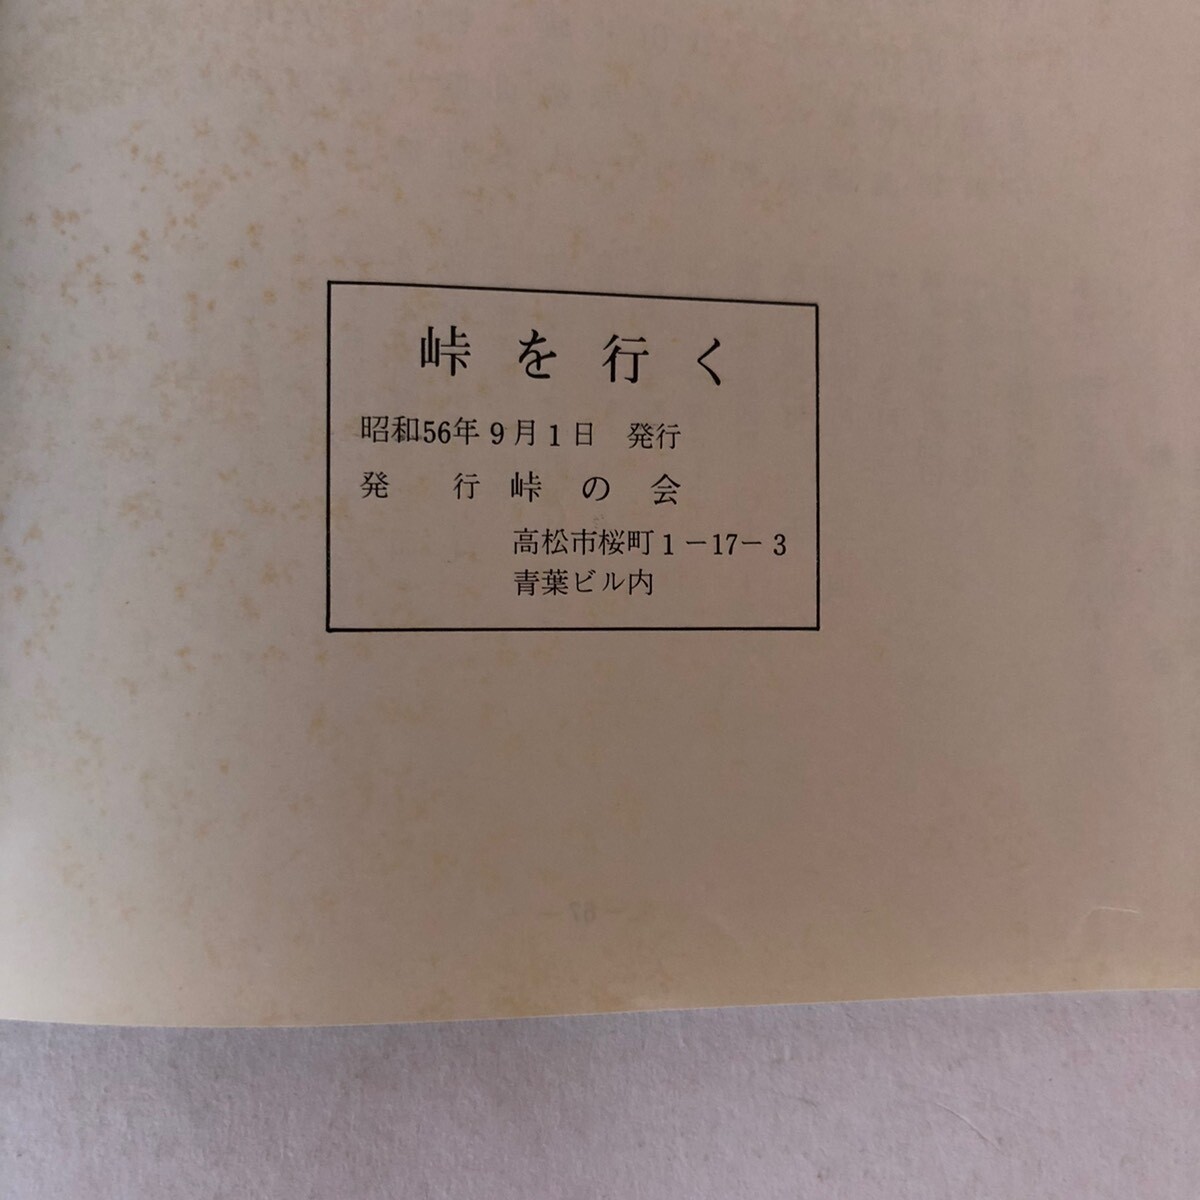 峠を行く
昭和56年9月1日　発行
発　　行 峠の会
高松市桜町1－17－3
青葉ビル内